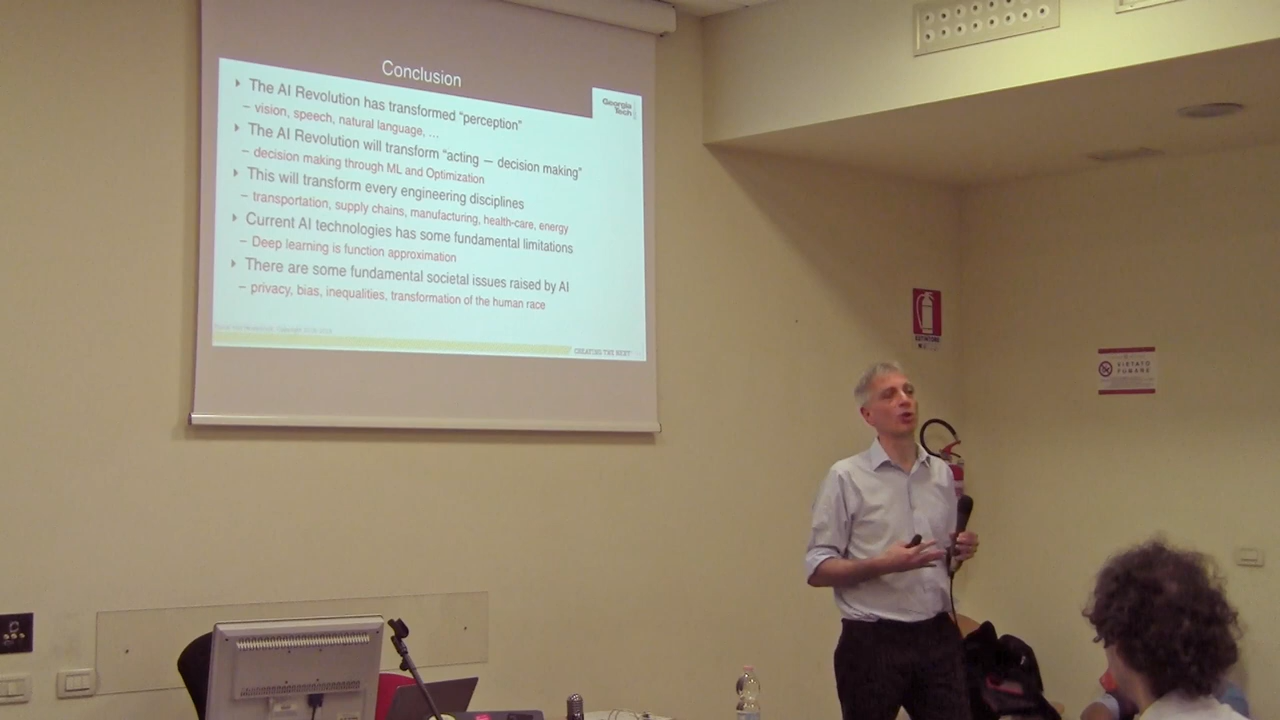 Conclusion
Georgia
Tech
The AI Revolution has transformed "perception"
– vision, speech, natural language, …
The AI Revolution will transform "acting — decision making"
– decision making through ML and Optimization
This will transform every engineering disciplines
– transportation, supply chains, manufacturing, health-care, energy
Current AI technologies has some fundamental limitations
– Deep learning is function approximation
There are some fundamental societal issues raised by AI
– privacy, bias, inequalities, transformation of the human race
CREATING THE NEXT
ESTINTORE
VIETATO
FUMARE